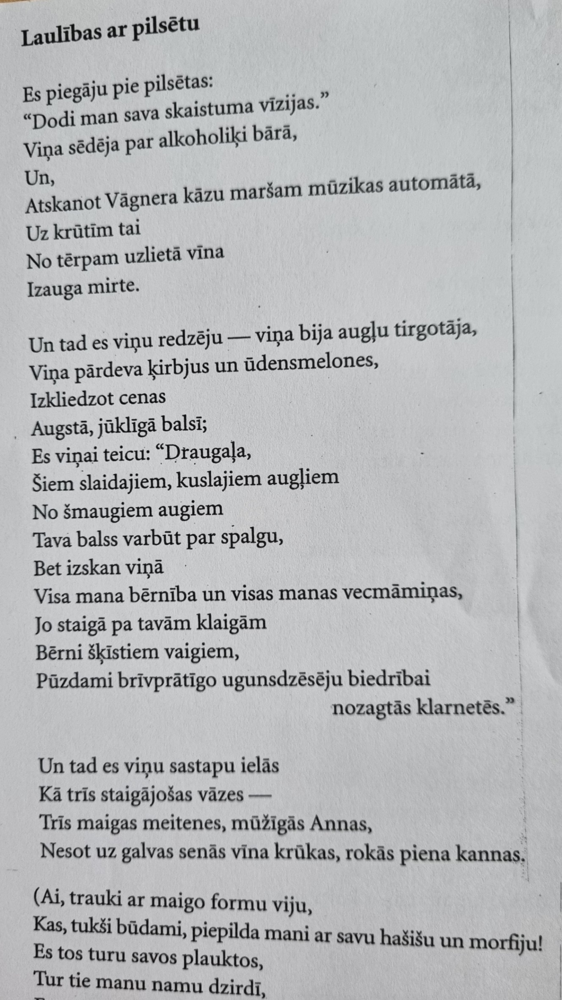 Laulības ar pilsētu
Es piegāju pie pilsētas:
“Dodi man sava skaistuma vīzijas.”
Viņa sēdēja par alkoholiķi bārā,
Un,
Atskanot Vāgnera kāzu maršam mūzikas automātā,
Uz krūtīm tai
No tērpam uzlietā vīna
Izauga mirte.
Un tad es viņu redzēju — viņa bija augļu tirgotāja,
Viņa pārdeva ķirbjus un ūdensmelones,
Izkliedzot cenas
Augstā, jūklīgā balsī;
Es viņai teicu: “Draugaļa,
Šiem slaidajiem, kuslajiem augļiem
No šmaugiem augiem
Tava balss varbūt par spalgu,
Bet izskan viņā
Visa mana bērnība un visas manas vecmāmiņas,
Jo staigā pa tavām klaigām
Bērni šķīstiem vaigiem,
Pūzdami brīvprātīgo ugunsdzēsēju biedrībai
nozagtās klarnetēs.”
Un tad es viņu sastapu ielās
Kā trīs staigājošas vāzes —
Trīs maigas meitenes, mūžīgās Annas,
Nesot uz galvas senās vīna krūkas, rokās piena kannas.
(Ai, trauki ar maigo formu viju,
Kas, tukši būdami, piepilda mani ar savu hašišu un morfiju!
Es tos turu savos plauktos,
Tur tie manu namu dzirdī,